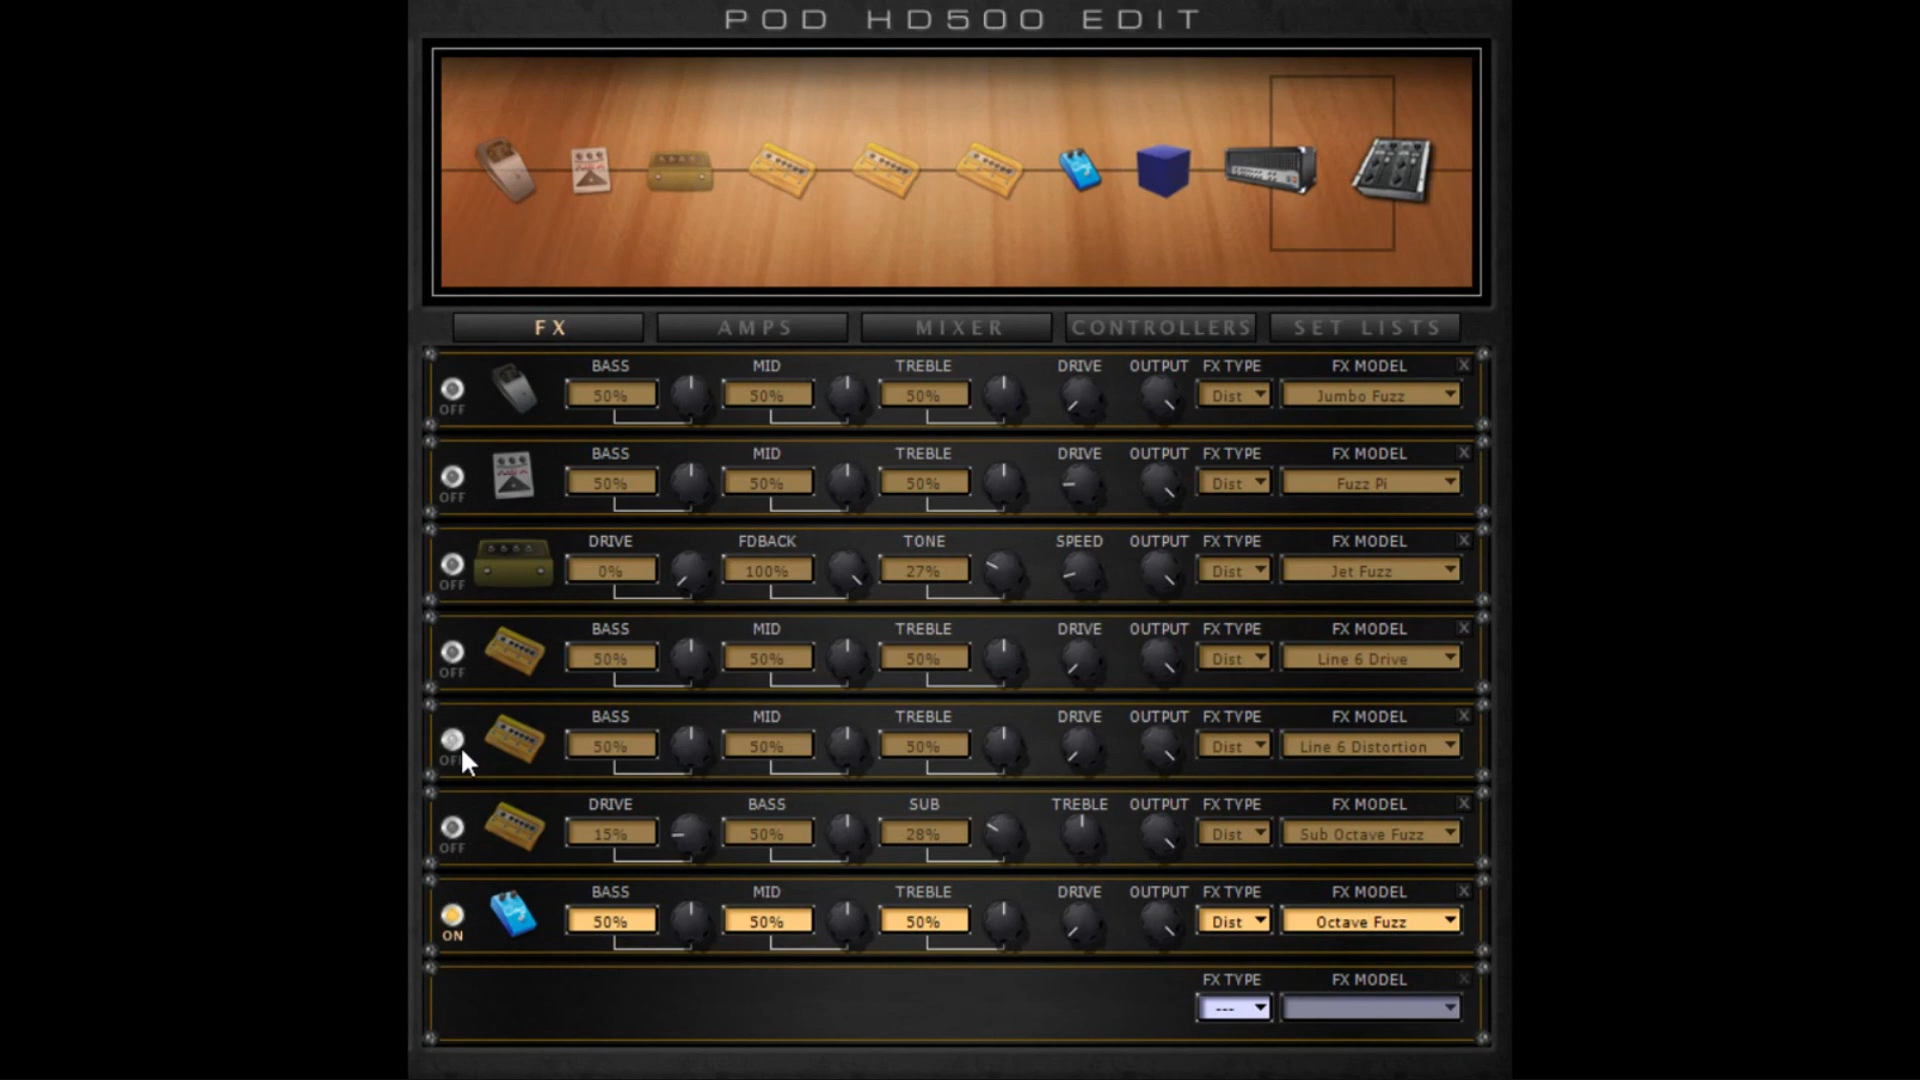 POD HD500 EDIT
FX AMPS MIXER CONTROLLERS SET LISTS
BASS MID TREBLE DRIVE OUTPUT FX TYPE FX MODEL X
OFF 50% 50% 50% Dist Jumbo Fuzz
BASS MID TREBLE DRIVE OUTPUT FX TYPE FX MODEL X
OFF 50% 50% 50% Dist Fuzz Pi
DRIVE FDBACK TONE SPEED OUTPUT FX TYPE FX MODEL X
OFF 0% 100% 27% Dist Jet Fuzz
BASS MID TREBLE DRIVE OUTPUT FX TYPE FX MODEL X
OFF 50% 50% 50% Dist Line 6 Drive
BASS MID TREBLE DRIVE OUTPUT FX TYPE FX MODEL X
OFF 50% 50% 50% Dist Line 6 Distortion
DRIVE BASS SUB TREBLE OUTPUT FX TYPE FX MODEL X
OFF 15% 50% 28% Dist Sub Octave Fuzz
BASS MID TREBLE DRIVE OUTPUT FX TYPE FX MODEL X
ON 50% 50% 50% Dist Octave Fuzz
FX TYPE FX MODEL X
---